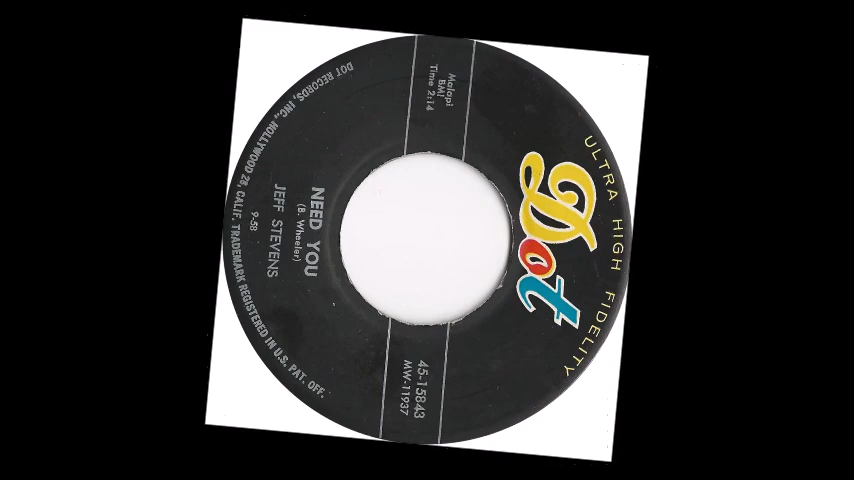 ULTRA HIGH FIDELITY
Dot
Malapi
BMI
Time 2:14
45-15843
MW-11937
NEED YOU
(B. Wheeler)
JEFF STEVENS
9-58
DOT RECORDS, INC., HOLLYWOOD 28, CALIF. TRADEMARK REGISTERED IN U.S. PAT. OFF.